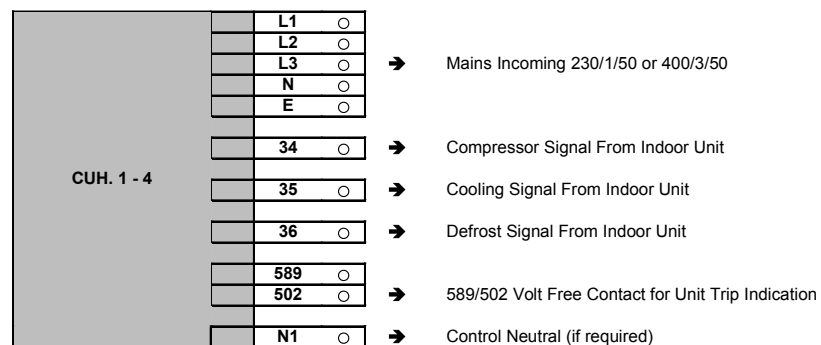 L1
L2
L3 ➔ Mains Incoming 230/1/50 or 400/3/50
N
E
34 ➔ Compressor Signal From Indoor Unit
CUH. 1 - 4
35 ➔ Cooling Signal From Indoor Unit
36 ➔ Defrost Signal From Indoor Unit
589
502 ➔ 589/502 Volt Free Contact for Unit Trip Indication
N1 ➔ Control Neutral (if required)